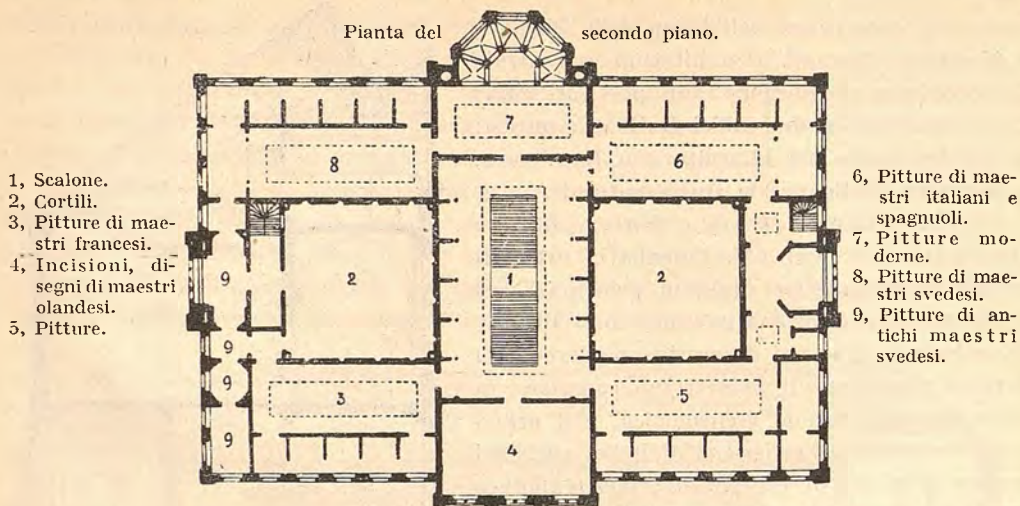 Pianta del secondo piano.
1, Scalone.
2, Cortili.
3, Pitture di mae-
stri francesi.
4, Incisioni, di-
segni di maestri
olandesi.
5, Pitture.
7
8
6
9
2
1
2
9
9
3
5
9
4
6, Pitture di mae-
stri italiani e
spagnuoli.
7, Pitture mo-
derne.
8, Pitture di mae-
stri svedesi.
9, Pitture di an-
tichi maestri
svedesi.